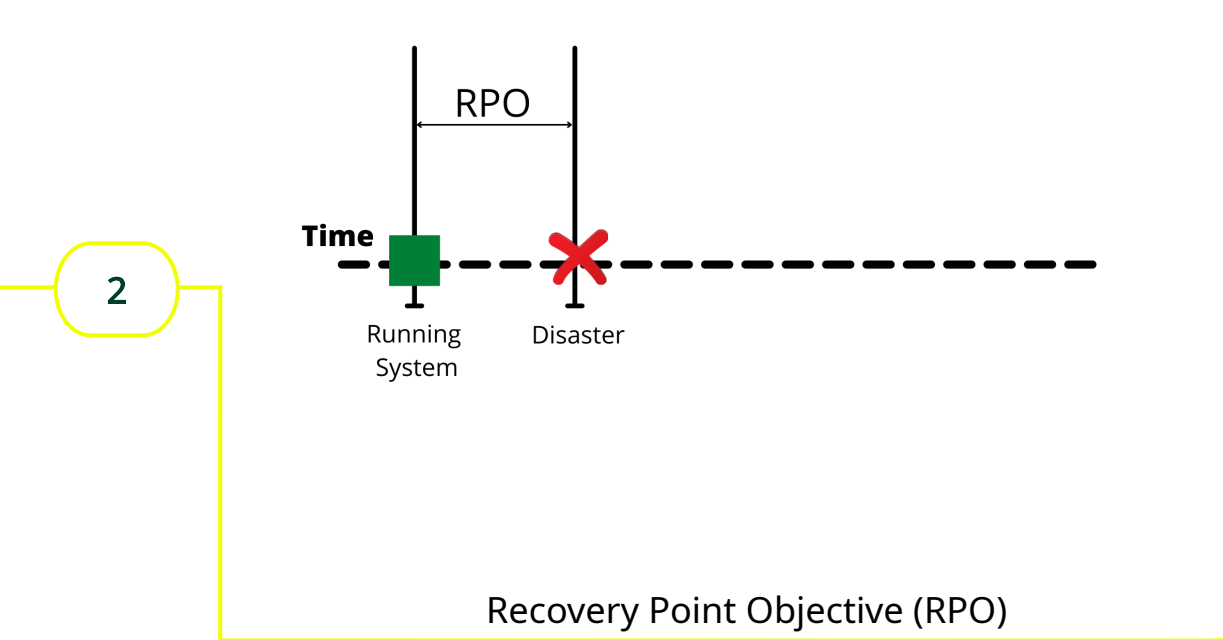 RPO
Time
2
Running
System
Disaster
Recovery Point Objective (RPO)